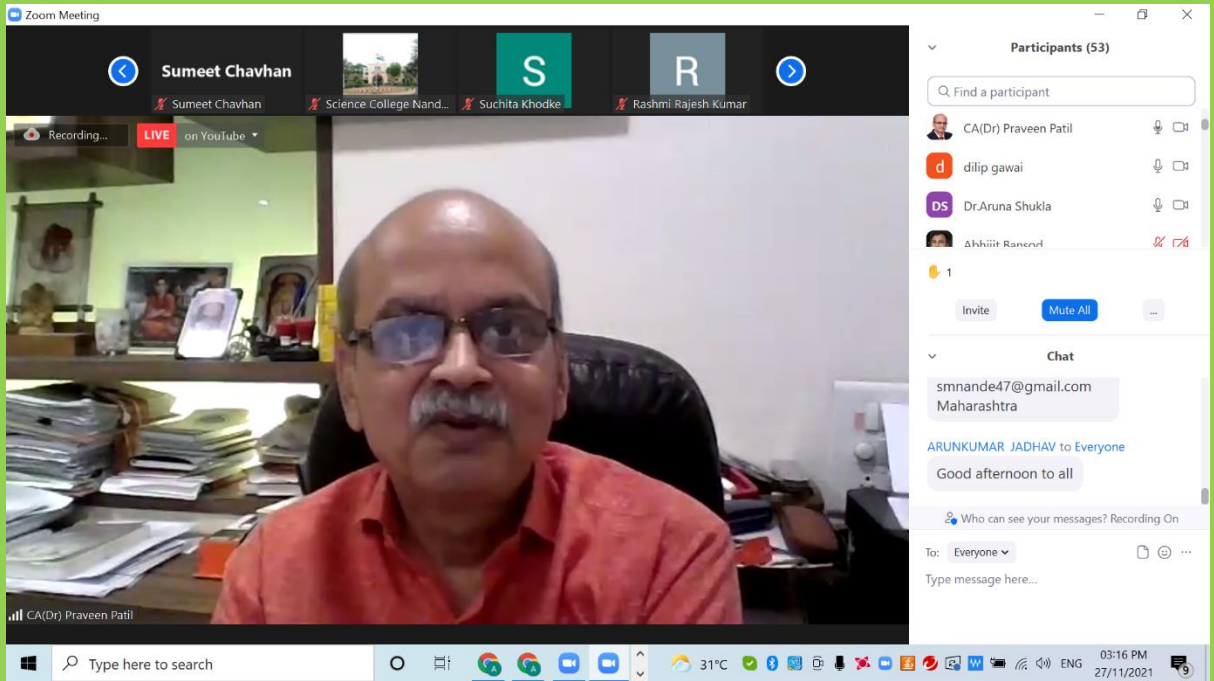 Zoom Meeting
Sumeet Chavhan
S
R
Sumeet Chavhan
Science College Nand...
Suchita Khodke
Rashmi Rajesh Kumar
Recording...
LIVE on YouTube
CA(Dr) Praveen Patil
Participants (53)
Find a participant
CA(Dr) Praveen Patil
d dilip gawai
DS Dr.Aruna Shukla
Abhijit Bansod
1
Invite
Mute All
...
Chat
smnande47@gmail.com
Maharashtra
ARUNKUMAR JADHAV to Everyone
Good afternoon to all
Who can see your messages? Recording On
To: Everyone
Type message here...
Type here to search
31°C
ENG
03:16 PM
27/11/2021
9